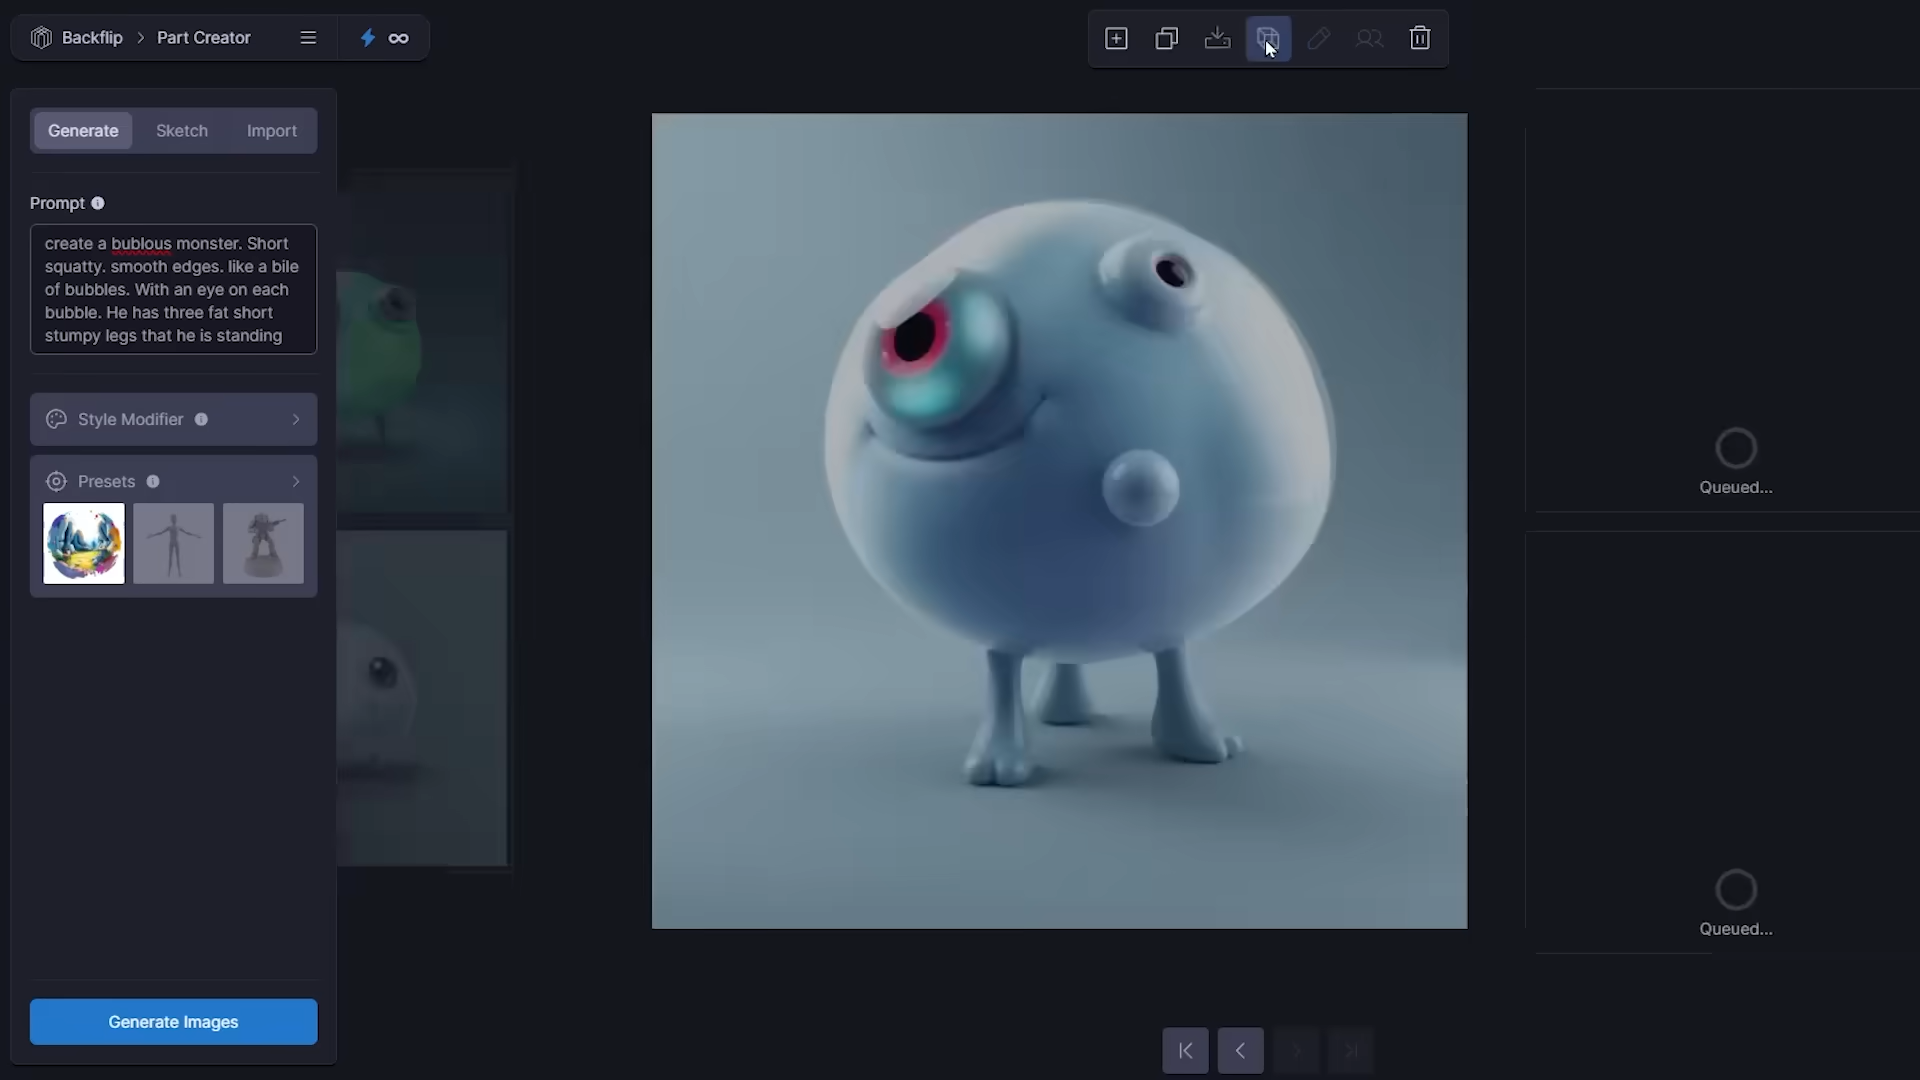 Backflip > Part Creator
Generate Sketch Import
Prompt
create a bublous monster. Short
squatty. smooth edges. like a bile
of bubbles. With an eye on each
bubble. He has three fat short
stumpy legs that he is standing
Style Modifier
Presets
Generate Images
Queued...
Queued...